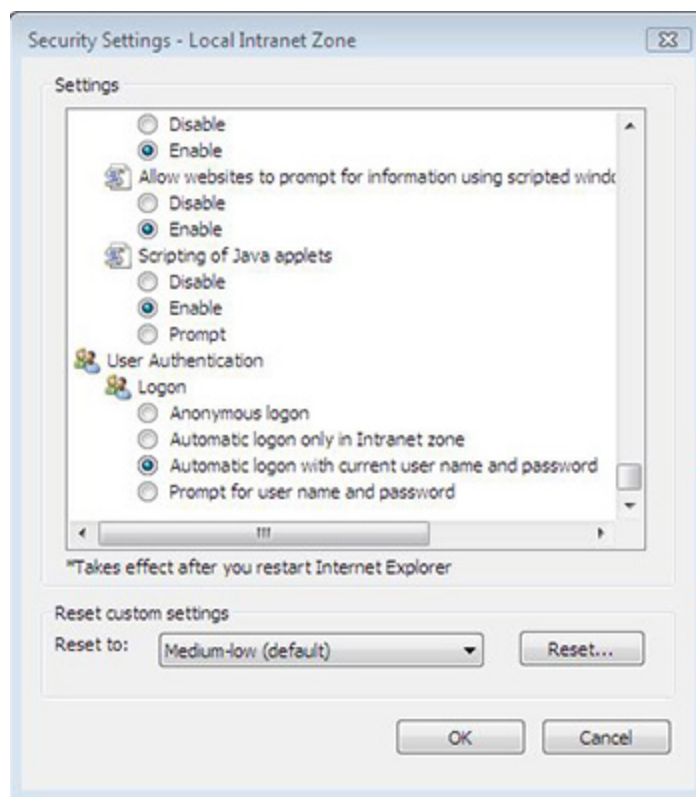 Security Settings - Local Intranet Zone
Settings
Disable
Enable
Allow websites to prompt for information using scripted
Disable
Enable
Scripting of Java applets
Disable
Enable
Prompt
User Authentication
Logon
Anonymous logon
Automatic logon only in Intranet zone
Automatic logon with current user name and password
Prompt for user name and password
*Takes effect after you restart Internet Explorer
Reset custom settings
Reset to:
Medium-low (default)
Reset...
OK
Cancel